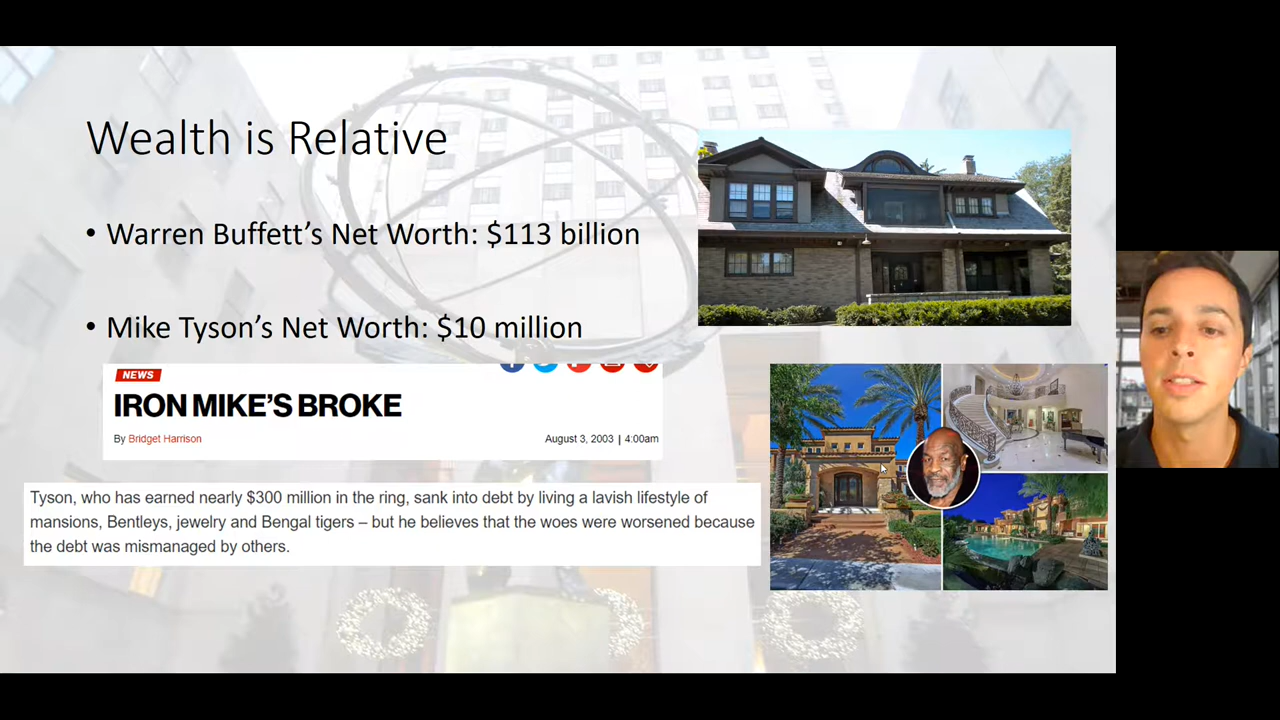 Wealth is Relative
• Warren Buffett’s Net Worth: $113 billion
• Mike Tyson’s Net Worth: $10 million
NEWS
IRON MIKE’S BROKE
By Bridget Harrison August 3, 2003 | 4:00am
Tyson, who has earned nearly $300 million in the ring, sank into debt by living a lavish lifestyle of
mansions, Bentleys, jewelry and Bengal tigers – but he believes that the woes were worsened because
the debt was mismanaged by others.